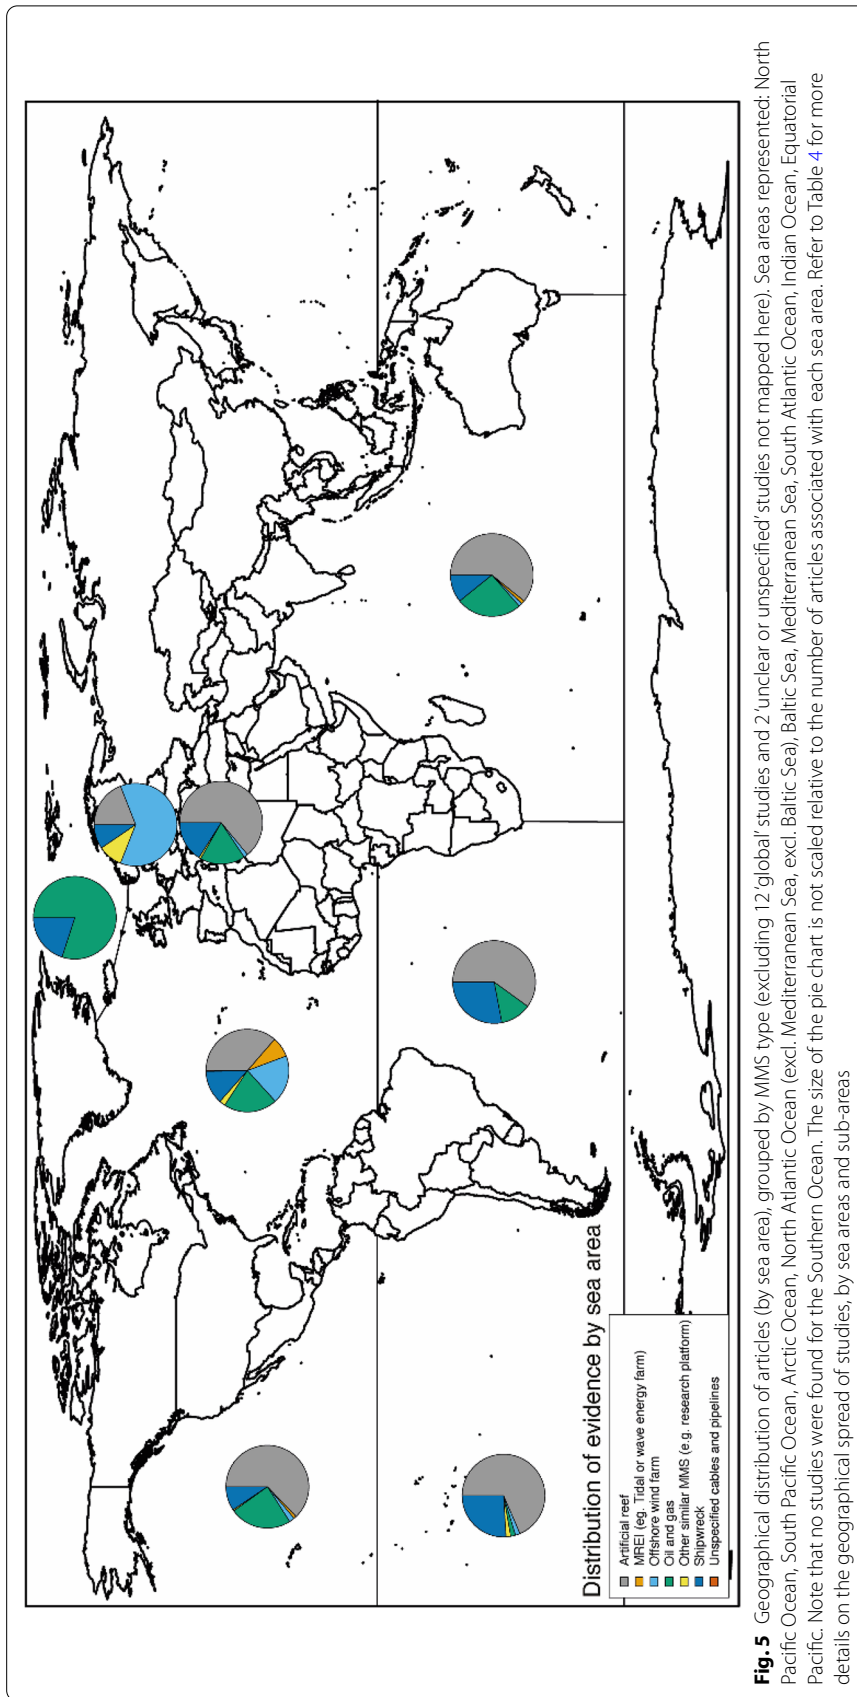 Distribution of evidence by sea area
Artificial reef
MREI (eg. Tidal or wave energy farm)
Offshore wind farm
Oil and gas
Other similar MMS (e.g. research platform)
Shipwreck
Unspecified cables and pipelines
Fig. 5 Geographical distribution of articles (by sea area), grouped by MMS type (excluding 12 ‘global’ studies and 2 ‘unclear or unspecified’ studies not mapped here). Sea areas represented: North
Pacific Ocean, South Pacific Ocean, Arctic Ocean, North Atlantic Ocean (excl. Mediterranean Sea, excl. Baltic Sea), Baltic Sea, Mediterranean Sea, South Atlantic Ocean, Indian Ocean, Equatorial
Pacific. Note that no studies were found for the Southern Ocean. The size of the pie chart is not scaled relative to the number of articles associated with each sea area. Refer to Table 4 for more
details on the geographical spread of studies, by sea areas and sub-areas